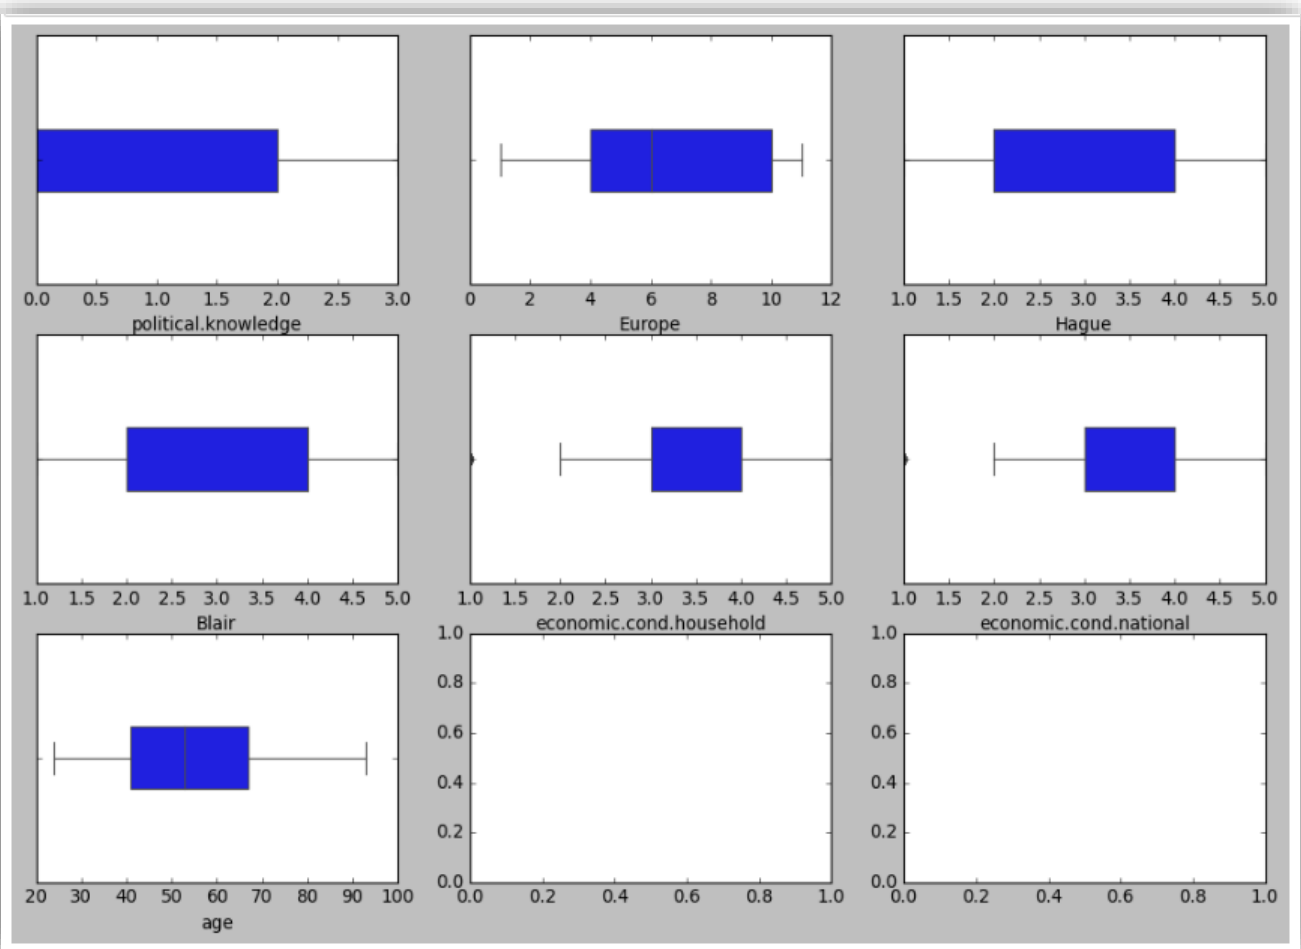 0.0 0.5 1.0 1.5 2.0 2.5 3.0
political.knowledge
0 2 4 6 8 10 12
Europe
1.0 1.5 2.0 2.5 3.0 3.5 4.0 4.5 5.0
Hague
1.0 1.5 2.0 2.5 3.0 3.5 4.0 4.5 5.0
Blair
1.0 1.5 2.0 2.5 3.0 3.5 4.0 4.5 5.0
economic.cond.household
1.0 1.5 2.0 2.5 3.0 3.5 4.0 4.5 5.0
economic.cond.national
20 30 40 50 60 70 80 90 100
age
1.0
0.8
0.6
0.4
0.2
0.0
0.0 0.2 0.4 0.6 0.8 1.0
1.0
0.8
0.6
0.4
0.2
0.0
0.0 0.2 0.4 0.6 0.8 1.0